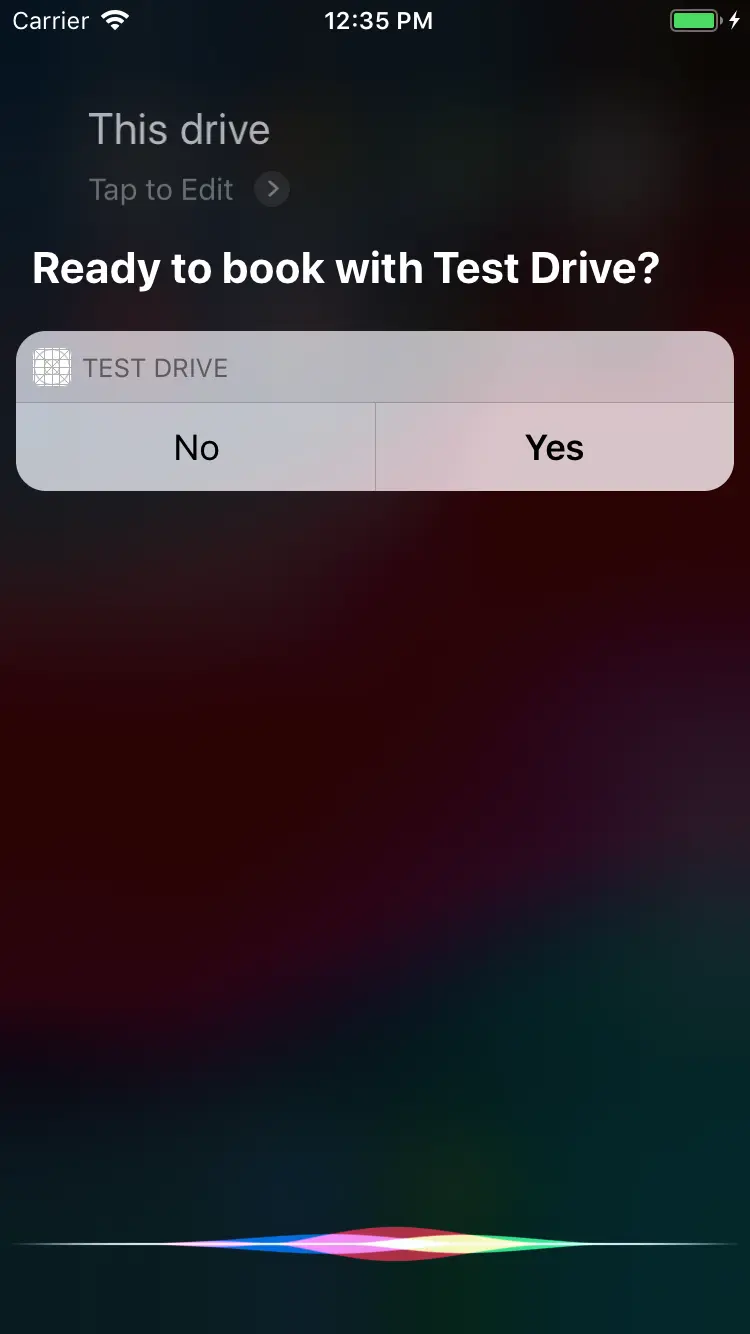 Carrier 12:35 PM
This drive
Tap to Edit
Ready to book with Test Drive?
TEST DRIVE
No Yes